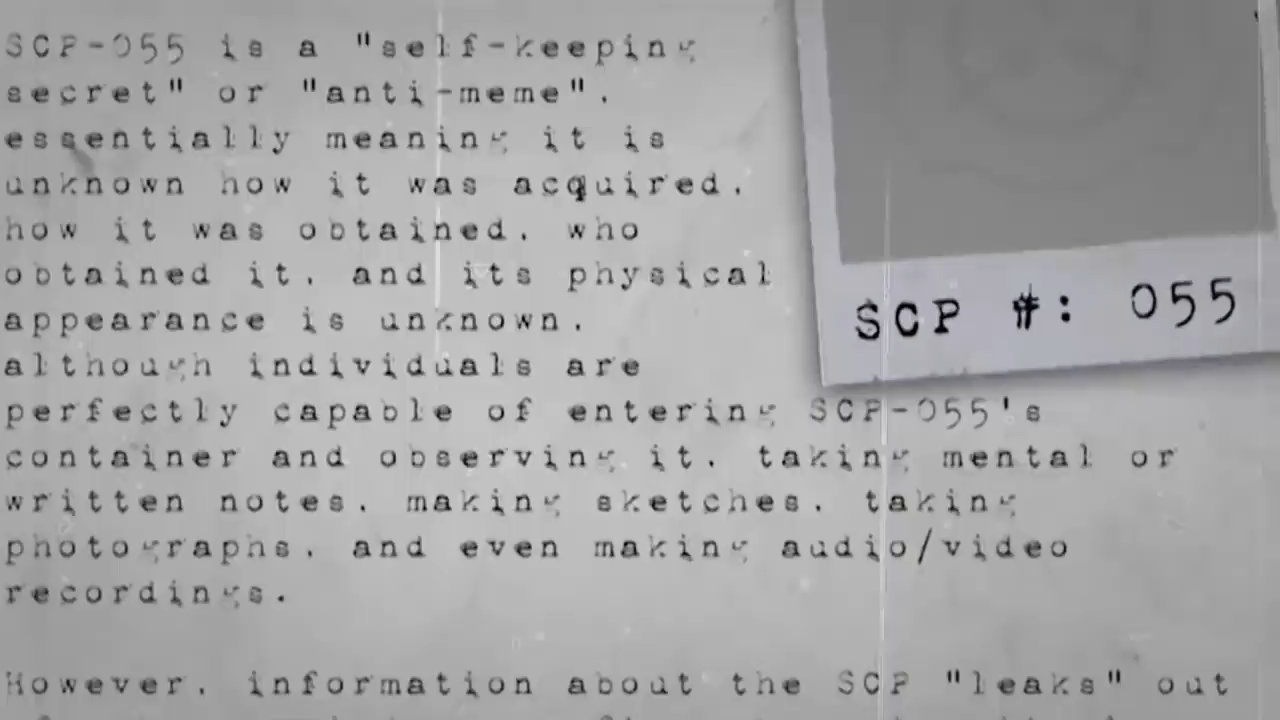 SCP-055 is a "self-keeping
secret" or "anti-meme",
essentially meaning it is
unknown how it was acquired,
how it was obtained, who
obtained it, and its physical
appearance is unknown,
although individuals are
perfectly capable of entering SCP-055's
container and observing it, taking mental or
written notes, making sketches, taking
photographs, and even making audio/video
recordings.
However, information about the SCP "leaks" out
SCP #: 055